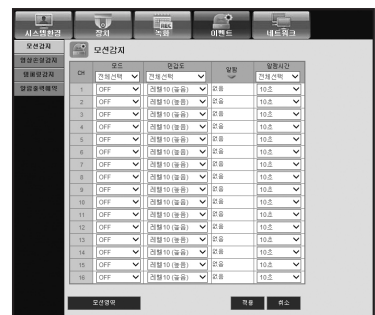 시스템환경 장치 녹화 이벤트 네트워크
모션감지
영상손실감지
알람출력예약
모션감지
CH 모드 민감도 알람 알람시간
전체선택 전체선택 전체선택
1 OFF 레벨10 (높음) 없음 10초
2 OFF 레벨10 (높음) 없음 10초
3 OFF 레벨10 (높음) 없음 10초
4 OFF 레벨10 (높음) 없음 10초
5 OFF 레벨10 (높음) 없음 10초
6 OFF 레벨10 (높음) 없음 10초
7 OFF 레벨10 (높음) 없음 10초
8 OFF 레벨10 (높음) 없음 10초
9 OFF 레벨10 (높음) 없음 10초
10 OFF 레벨10 (높음) 없음 10초
11 OFF 레벨10 (높음) 없음 10초
12 OFF 레벨10 (높음) 없음 10초
13 OFF 레벨10 (높음) 없음 10초
14 OFF 레벨10 (높음) 없음 10초
15 OFF 레벨10 (높음) 없음 10초
16 OFF 레벨10 (높음) 없음 10초
모션영역 적용 취소